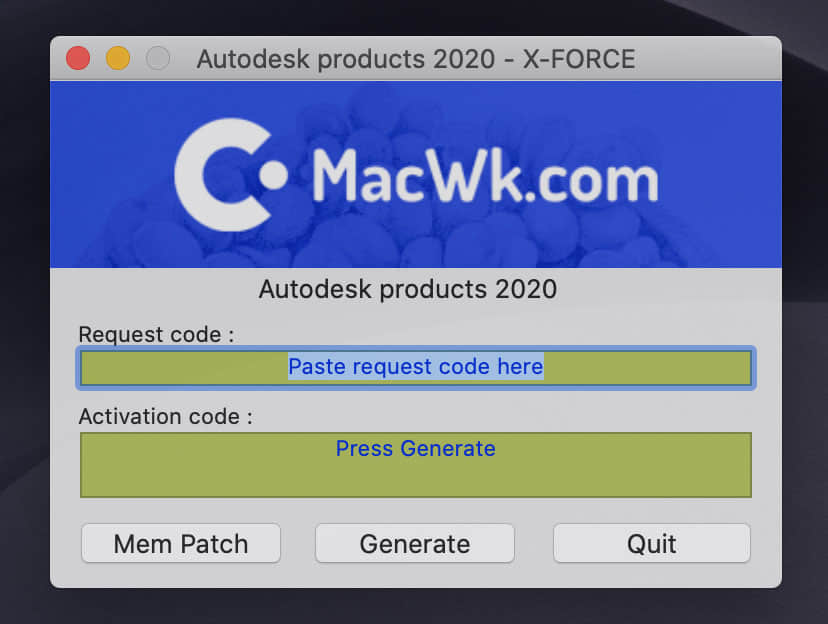 Autodesk products 2020 - X-FORCE
MacWk.com
Autodesk products 2020
Request code :
Paste request code here
Activation code :
Press Generate
Mem Patch
Generate
Quit